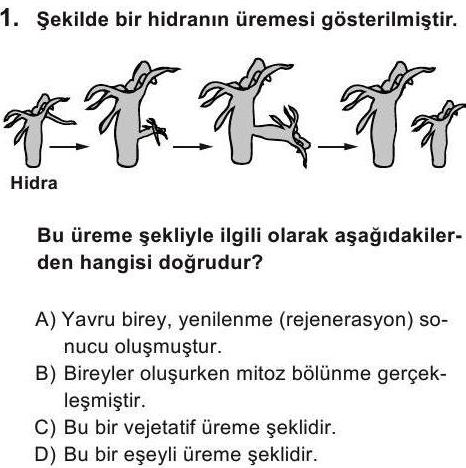 1. Şekilde bir hidranın üremesi gösterilmiştir.
Hidra
Bu üreme şekliyle ilgili olarak aşağıdakiler-
den hangisi doğrudur?
A) Yavru birey, yenilenme (rejenerasyon) so-
nucu oluşmuştur.
B) Bireyler oluşurken mitoz bölünme gerçek-
leşmiştir.
C) Bu bir vejetatif üreme şeklidir.
D) Bu bir eşeyli üreme şeklidir.